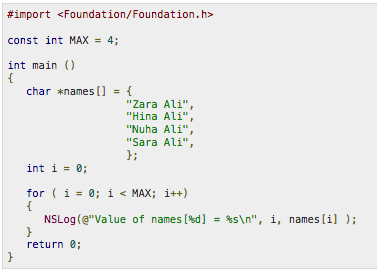 #import <Foundation/Foundation.h>

const int MAX = 4;

int main ()
{
   char *names[] = {
                   "Zara Ali",
                   "Hina Ali",
                   "Nuha Ali",
                   "Sara Ali",
                   };
   int i = 0;

   for ( i = 0; i < MAX; i++)
   {
      NSLog(@"Value of names[%d] = %s\n", i, names[i] );
   }
   return 0;
}